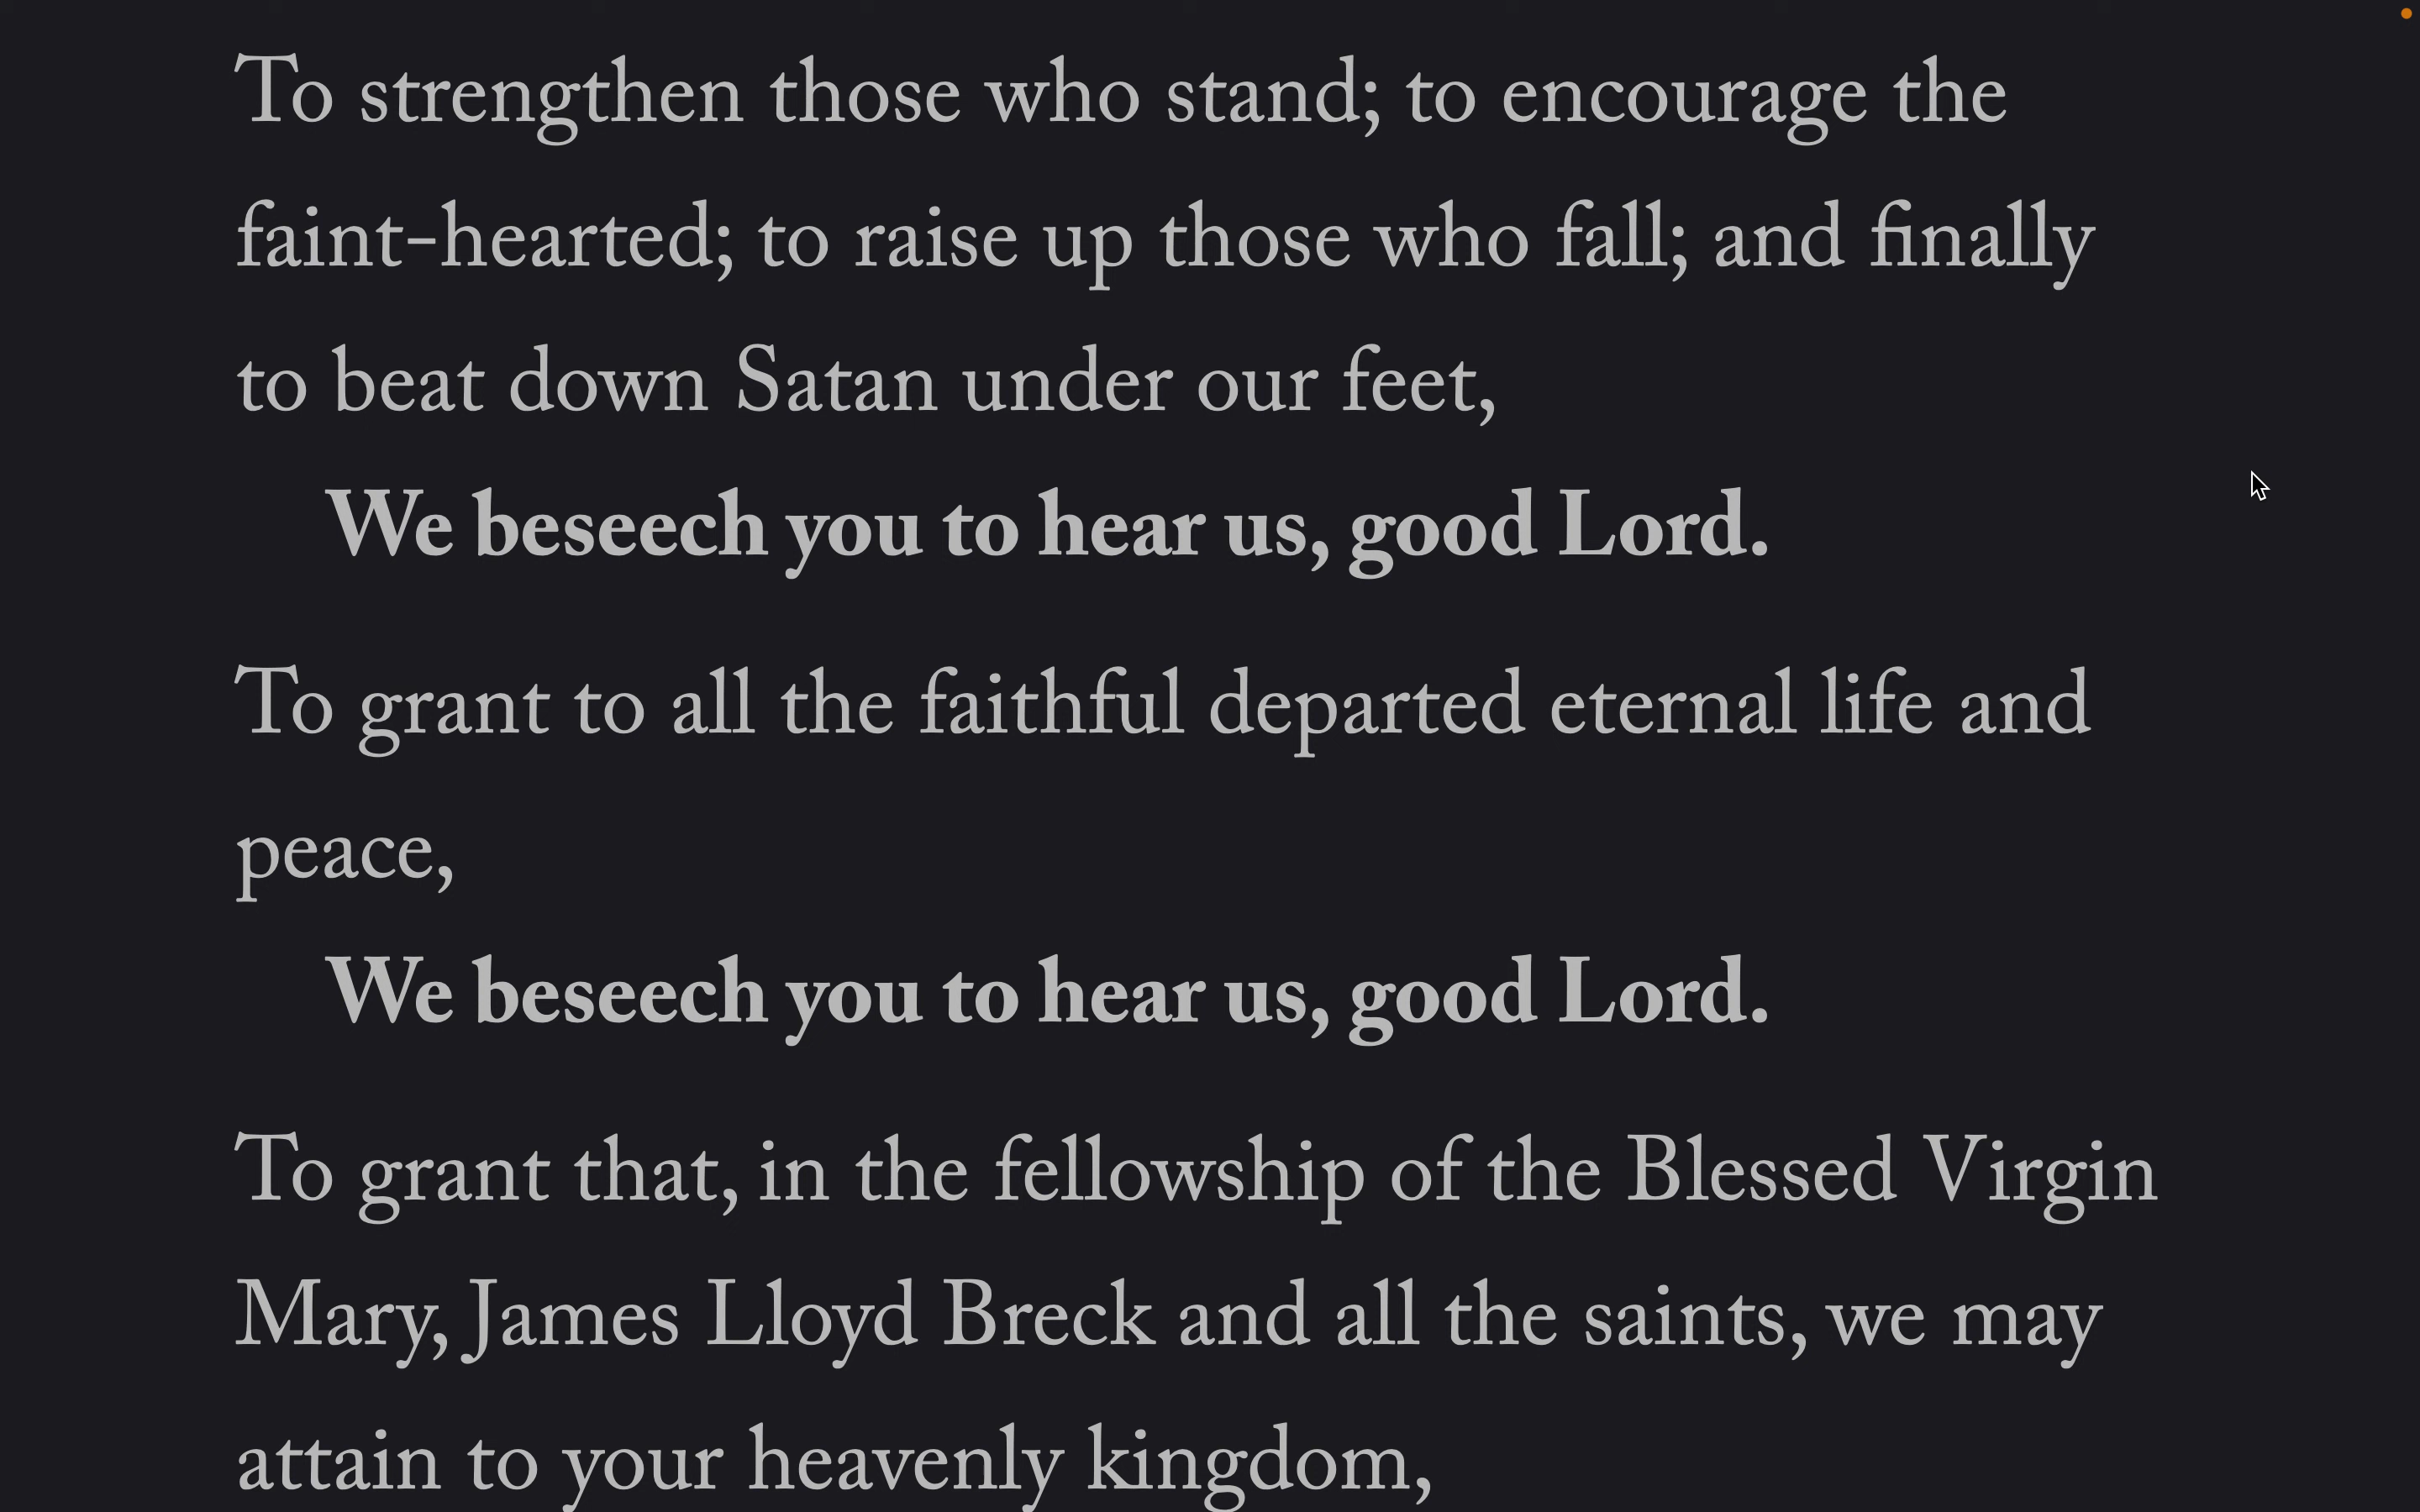 To strengthen those who stand; to encourage the
faint-hearted; to raise up those who fall; and finally
to beat down Satan under our feet,
We beseech you to hear us, good Lord.
To grant to all the faithful departed eternal life and
peace,
We beseech you to hear us, good Lord.
To grant that, in the fellowship of the Blessed Virgin
Mary, James Lloyd Breck and all the saints, we may
attain to your heavenly kingdom,